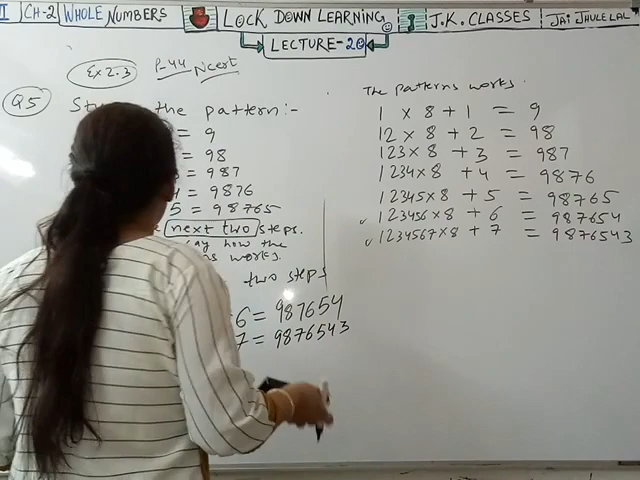 I CH-2 WHOLE NUMBERS LOCK DOWN LEARNING J.K. CLASSES JAI JHULELAL
LECTURE-20
Ex 2.3 P-44 Ncert
Q5 the pattern:-
= 9
= 98
= 987
= 9876
5 = 98765
next two steps.
say how the
works.
two steps
6 = 987654
7 = 9876543
The patterns works.
1 × 8 + 1 = 9
12 × 8 + 2 = 98
123 × 8 + 3 = 987
1234 × 8 + 4 = 9876
12345 × 8 + 5 = 98765
✓ 123456 × 8 + 6 = 987654
✓ 1234567 × 8 + 7 = 9876543